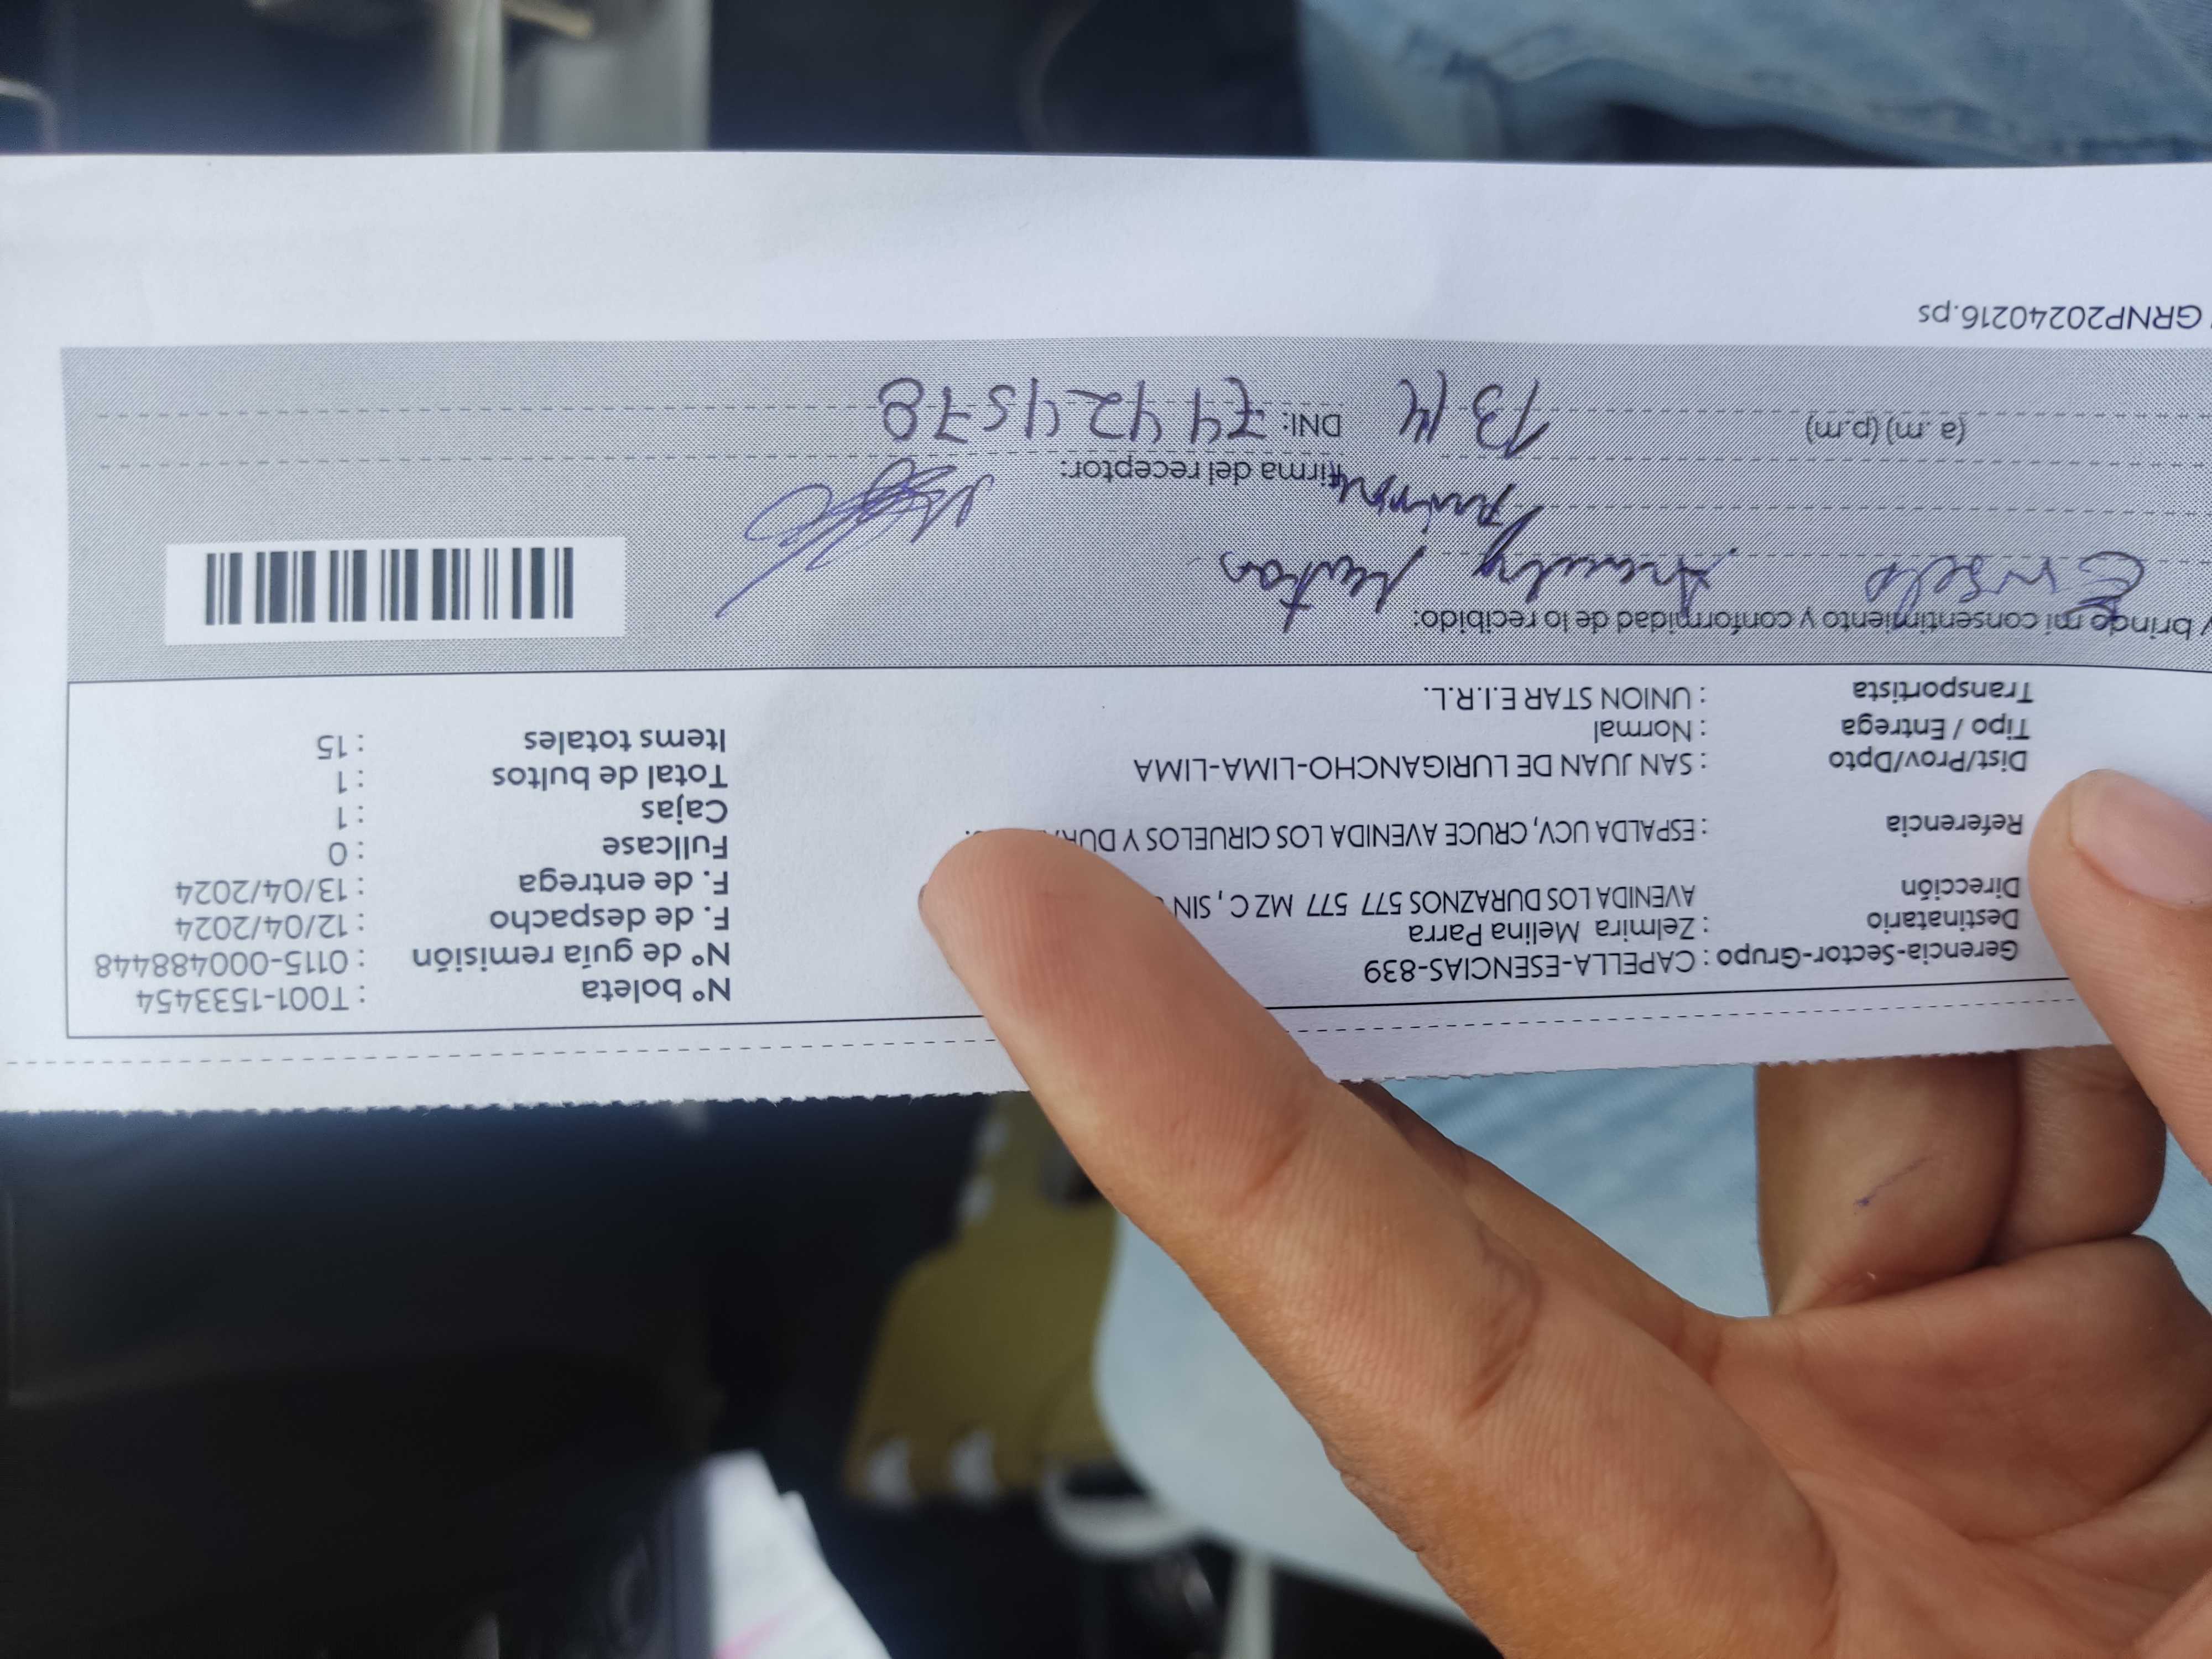 Gerencia-Sector-Grupo : CAPELLA-ESENCIAS-839
Destinatario : Zelmira Melina Parra
Dirección AVENIDA LOS DURAZNOS 577 577 MZ C , SIN
Referencia : ESPALDA UCV, CRUCE AVENIDA LOS CIRUELOS Y
Dist/Prov/Dpto : SAN JUAN DE LURIGANCHO-LIMA-LIMA
Tipo / Entrega : Normal
Transportista : UNION STAR E.I.R.L.
N° boleta : T001-1533454
N° de guía remisión : 0115-000488448
F. de despacho : 12/04/2024
F. de entrega : 13/04/2024
Fullcase : 0
Cajas : 1
Total de bultos : 1
Items totales : 15
y brindo mi consentimiento y conformidad de lo recibido:
Firma del receptor:
(a.m) (p.m) 13/4 DNI: 74424578
GRNP20240216.ps